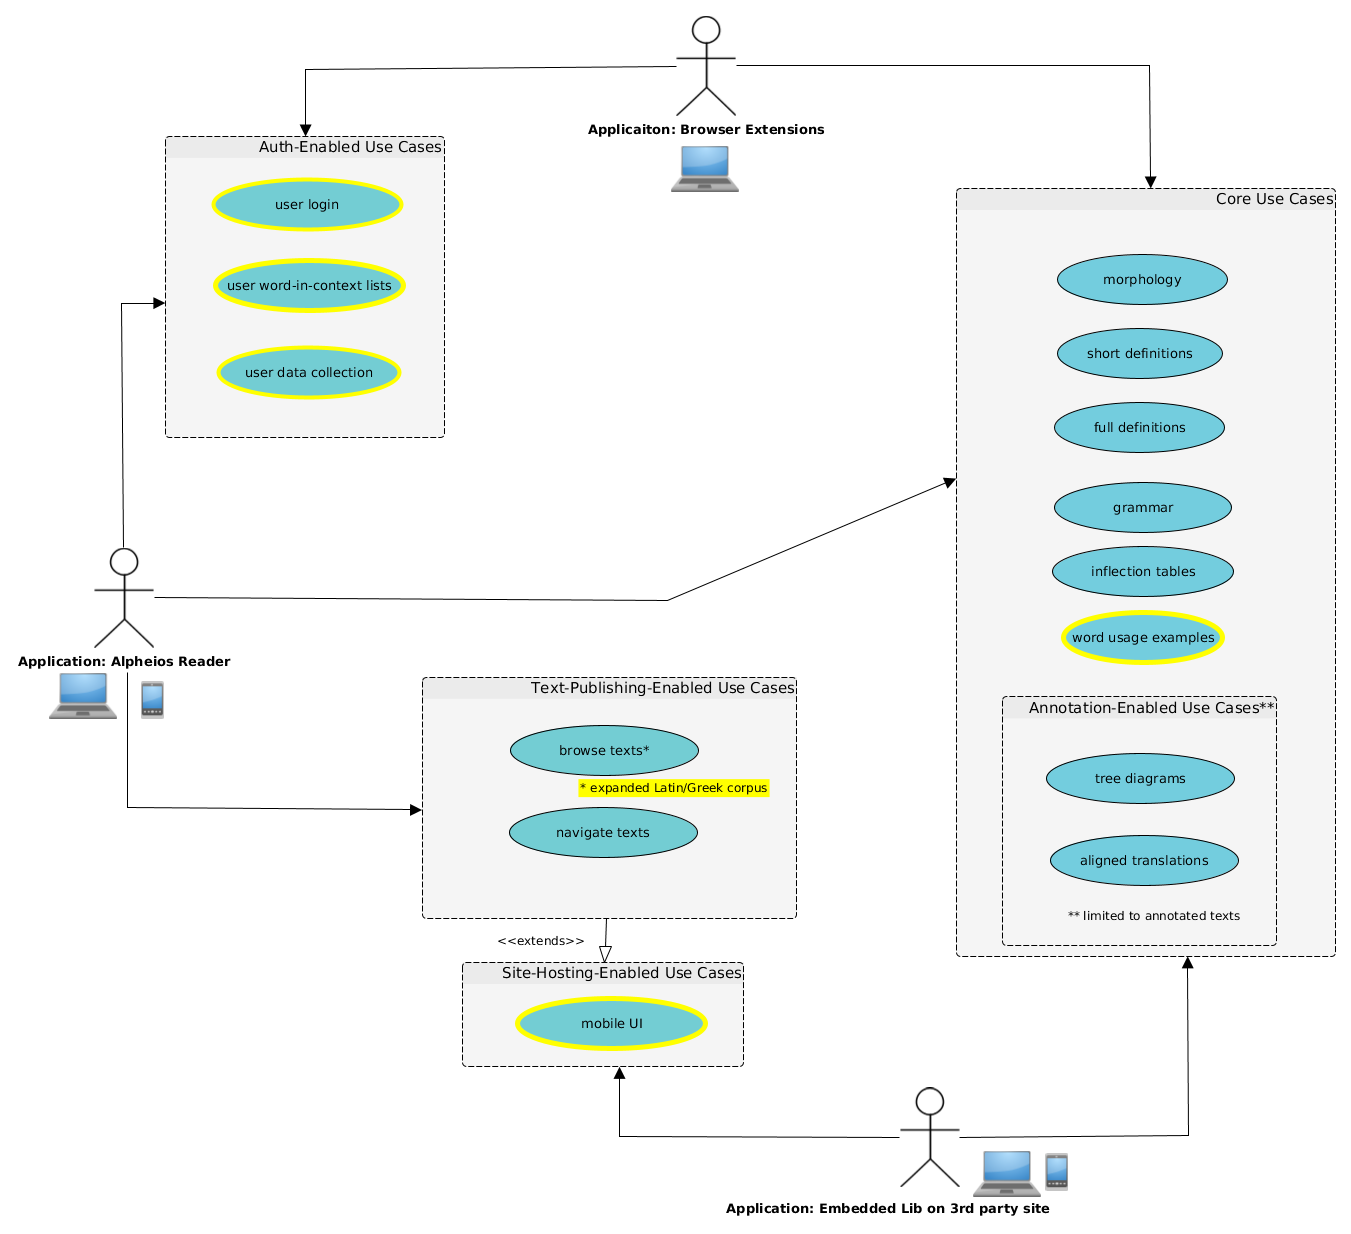 Applicaiton: Browser Extensions
Auth-Enabled Use Cases
user login
user word-in-context lists
user data collection
Core Use Cases
morphology
short definitions
full definitions
grammar
inflection tables
word usage examples
Annotation-Enabled Use Cases**
tree diagrams
aligned translations
** limited to annotated texts
Application: Alpheios Reader
Text-Publishing-Enabled Use Cases
browse texts*
* expanded Latin/Greek corpus
navigate texts
<<extends>>
Site-Hosting-Enabled Use Cases
mobile UI
Application: Embedded Lib on 3rd party site